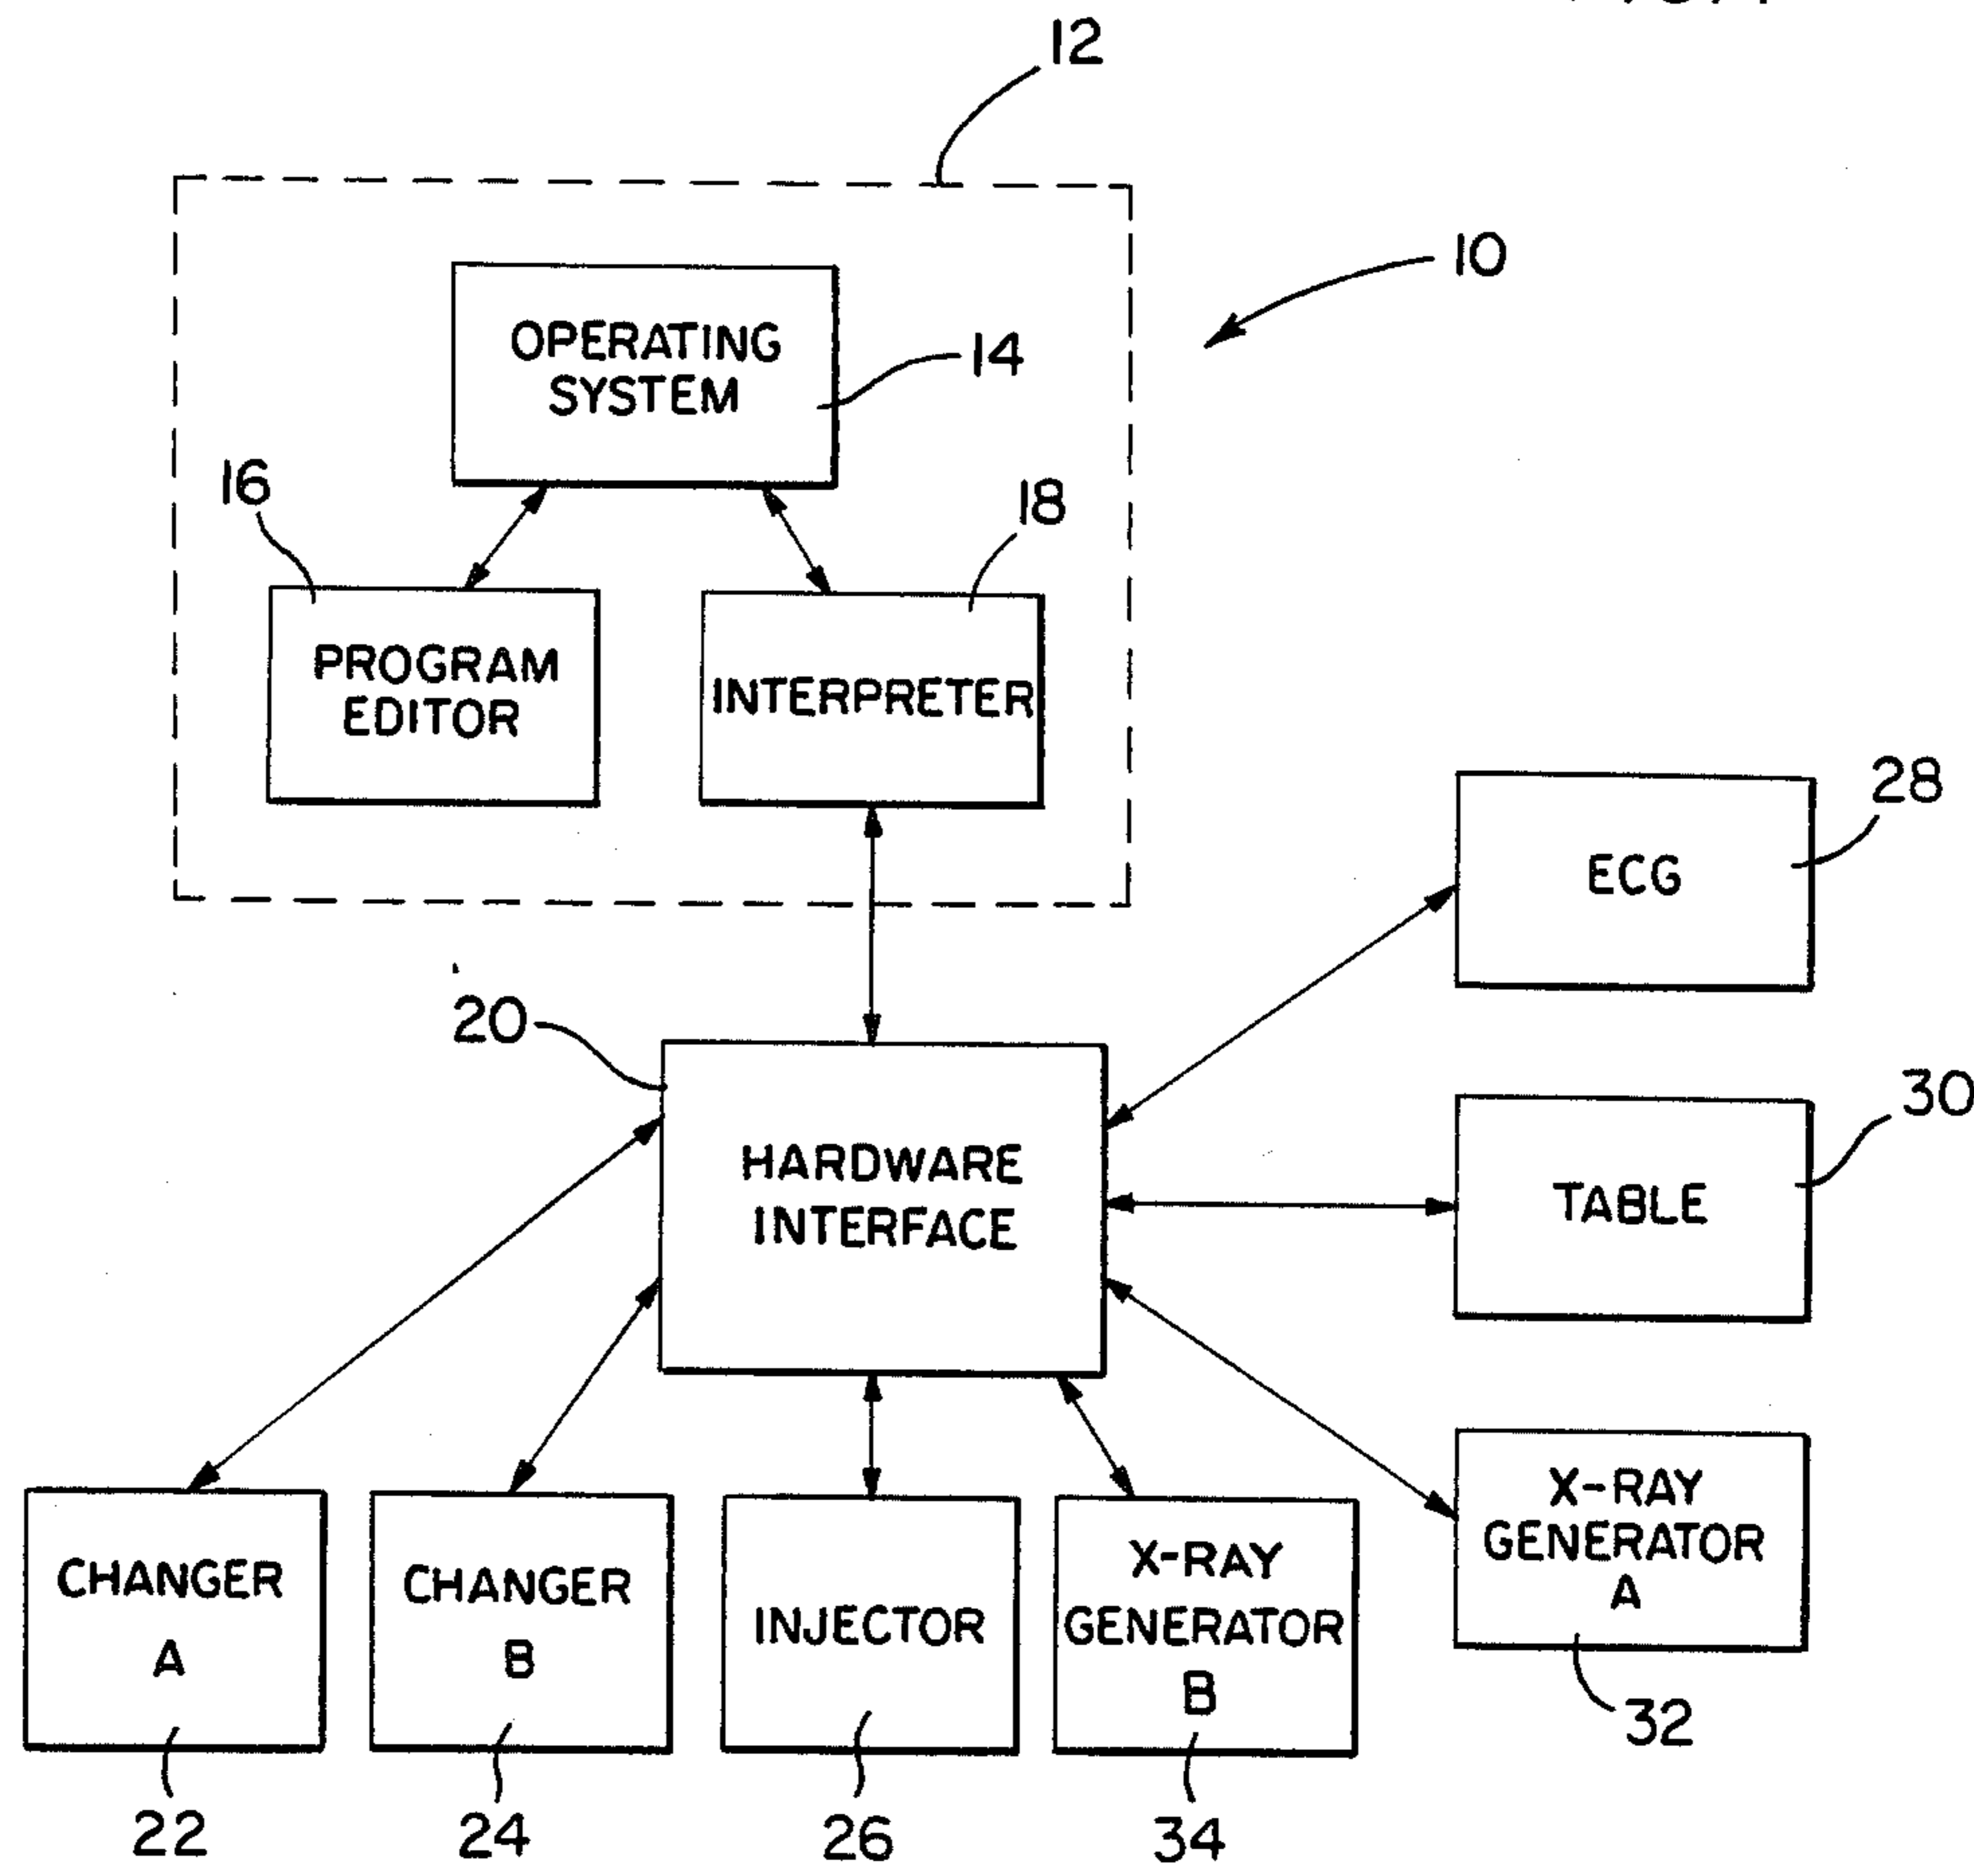 12
10
OPERATING
SYSTEM
14
16
18
PROGRAM
EDITOR
INTERPRETER
28
ECG
20
30
HARDWARE
INTERFACE
TABLE
X-RAY
GENERATOR
A
32
CHANGER
A
CHANGER
B
INJECTOR
X-RAY
GENERATOR
B
22
24
26
34